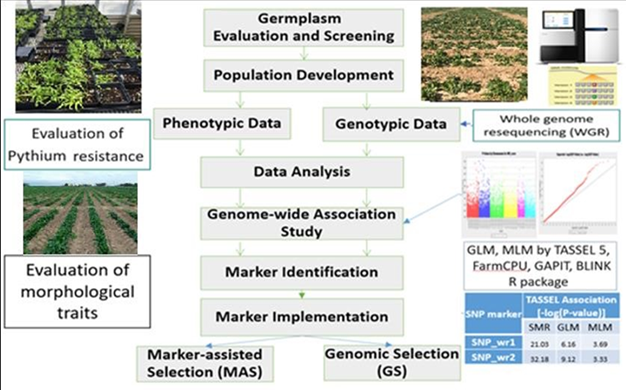 Germplasm
Evaluation and Screening
Population Development
Phenotypic Data
Genotypic Data
Whole genome
resequencing (WGR)
Evaluation of
Pythium resistance
Data Analysis
Genome-wide Association
Study
GLM, MLM by TASSEL 5,
FarmCPU, GAPIT, BLINK
R package
Evaluation of
morphological
traits
Marker Identification
Marker Implementation
Marker-assisted
Selection (MAS)
Genomic Selection
(GS)
SNP marker
TASSEL Association
[-log(P-value)]
SMR GLM MLM
SNP_wr1 21.03 6.16 3.69
SNP_wr2 32.18 9.12 3.33